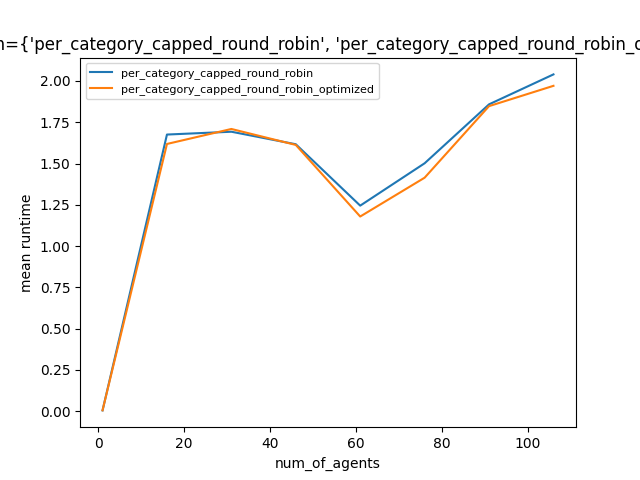 n={'per_category_capped_round_robin', 'per_category_capped_round_robin_o
per_category_capped_round_robin
per_category_capped_round_robin_optimized
2.00
1.75
1.50
1.25
1.00
0.75
0.50
0.25
0.00
mean runtime
0 20 40 60 80 100
num_of_agents